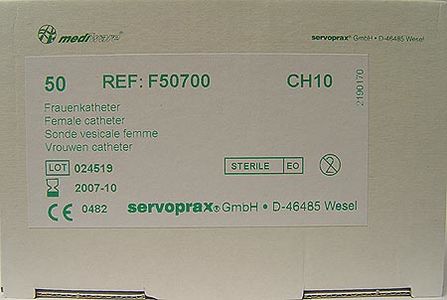 mediware®
servoprax® GmbH • D-46485 Wesel
50 REF: F50700 CH10
2190170
Frauenkatheter
Female catheter
Sonde vesicale femme
Vrouwen catheter
LOT 024519
STERILE EO
2
2007-10
CE 0482 servoprax® GmbH • D-46485 Wesel